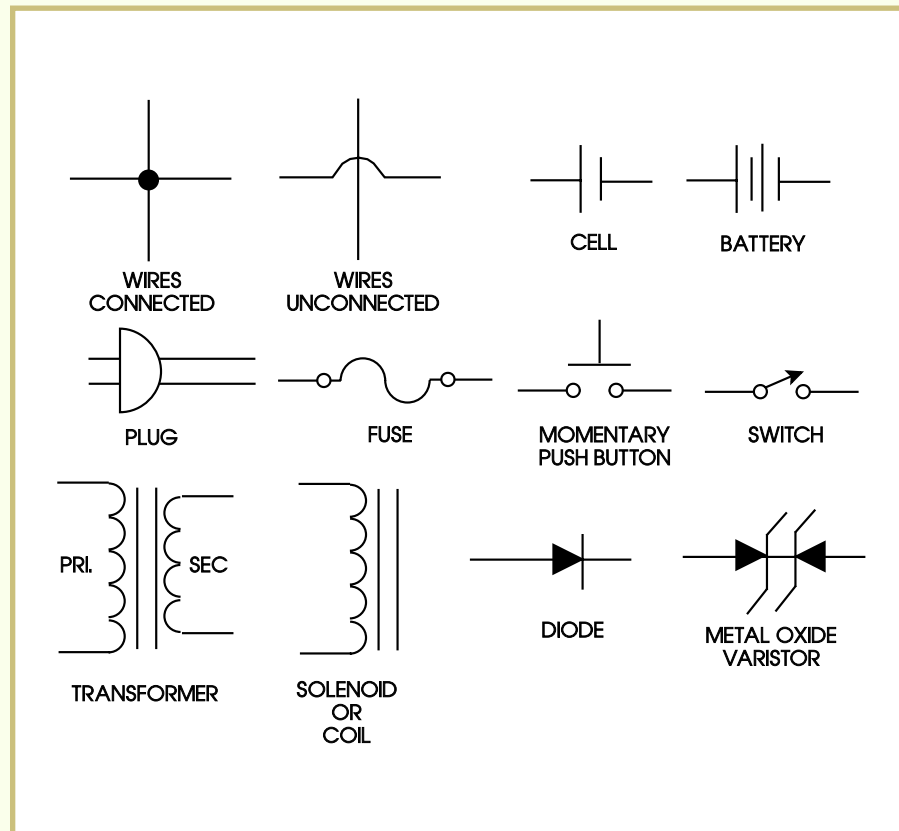 CELL
BATTERY
WIRES
CONNECTED
WIRES
UNCONNECTED
PLUG
FUSE
MOMENTARY
PUSH BUTTON
SWITCH
PRI.
SEC
TRANSFORMER
SOLENOID
OR
COIL
DIODE
METAL OXIDE
VARISTOR